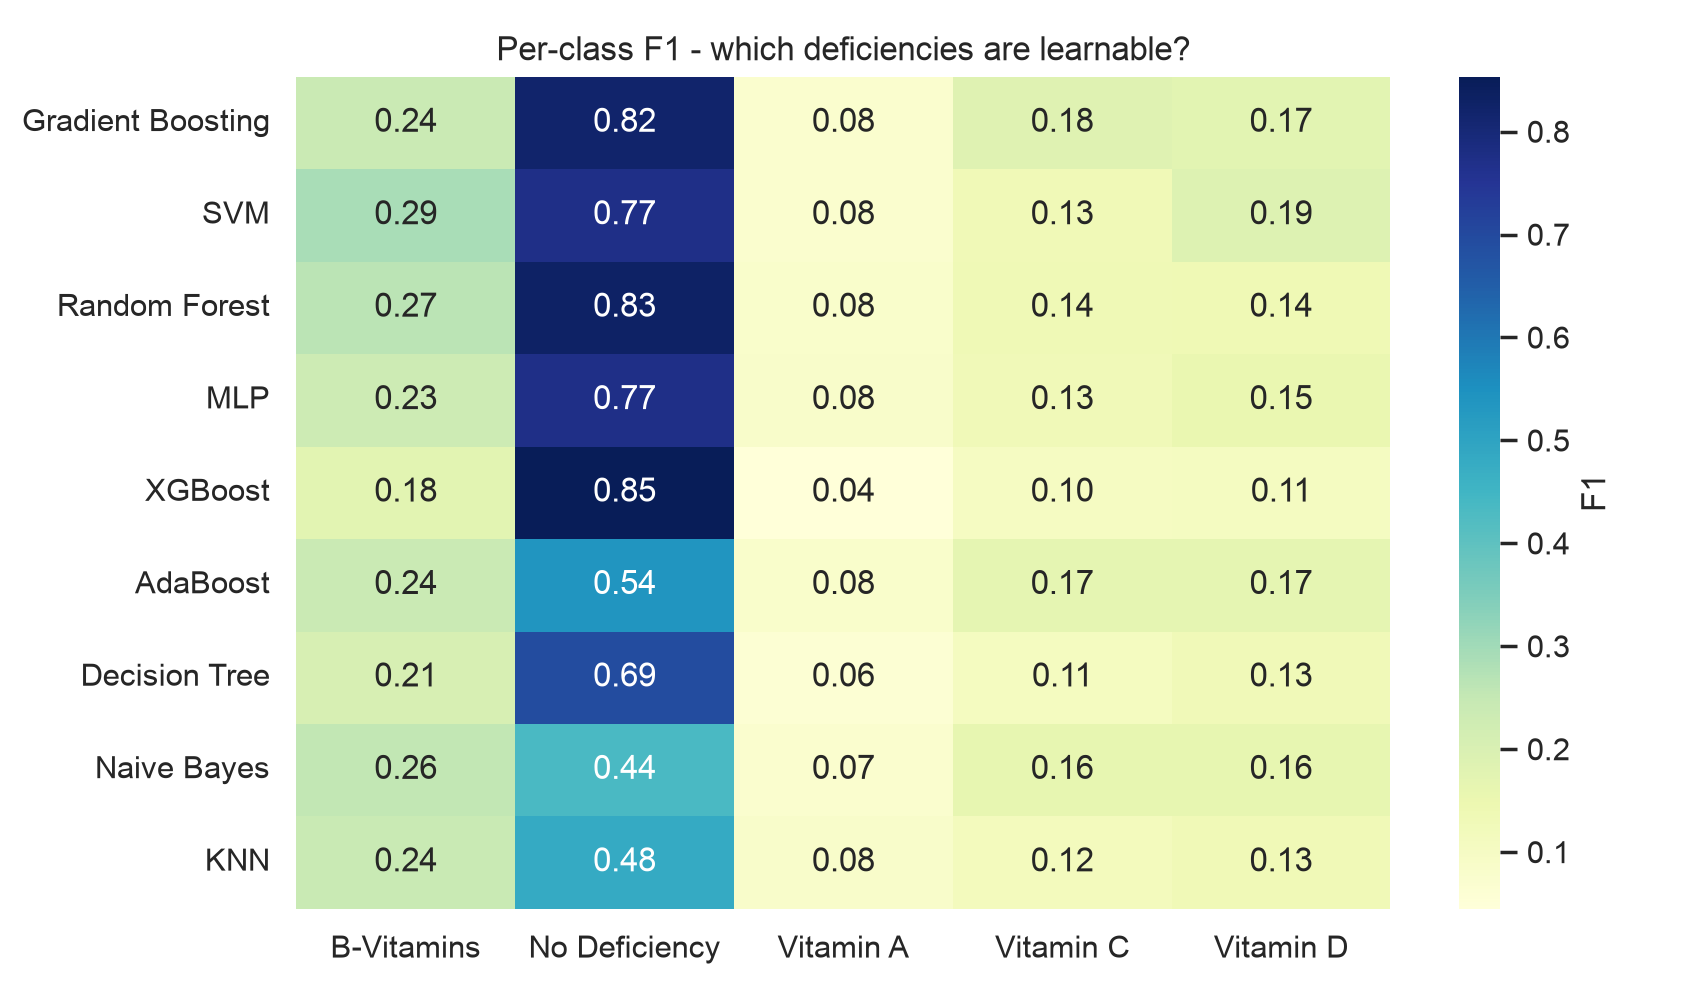 Per-class F1 - which deficiencies are learnable?
Gradient Boosting 0.24 0.82 0.08 0.18 0.17
SVM 0.29 0.77 0.08 0.13 0.19
Random Forest 0.27 0.83 0.08 0.14 0.14
MLP 0.23 0.77 0.08 0.13 0.15
XGBoost 0.18 0.85 0.04 0.10 0.11
AdaBoost 0.24 0.54 0.08 0.17 0.17
Decision Tree 0.21 0.69 0.06 0.11 0.13
Naive Bayes 0.26 0.44 0.07 0.16 0.16
KNN 0.24 0.48 0.08 0.12 0.13
B-Vitamins No Deficiency Vitamin A Vitamin C Vitamin D
0.8
0.7
0.6
0.5
0.4
0.3
0.2
0.1
F1